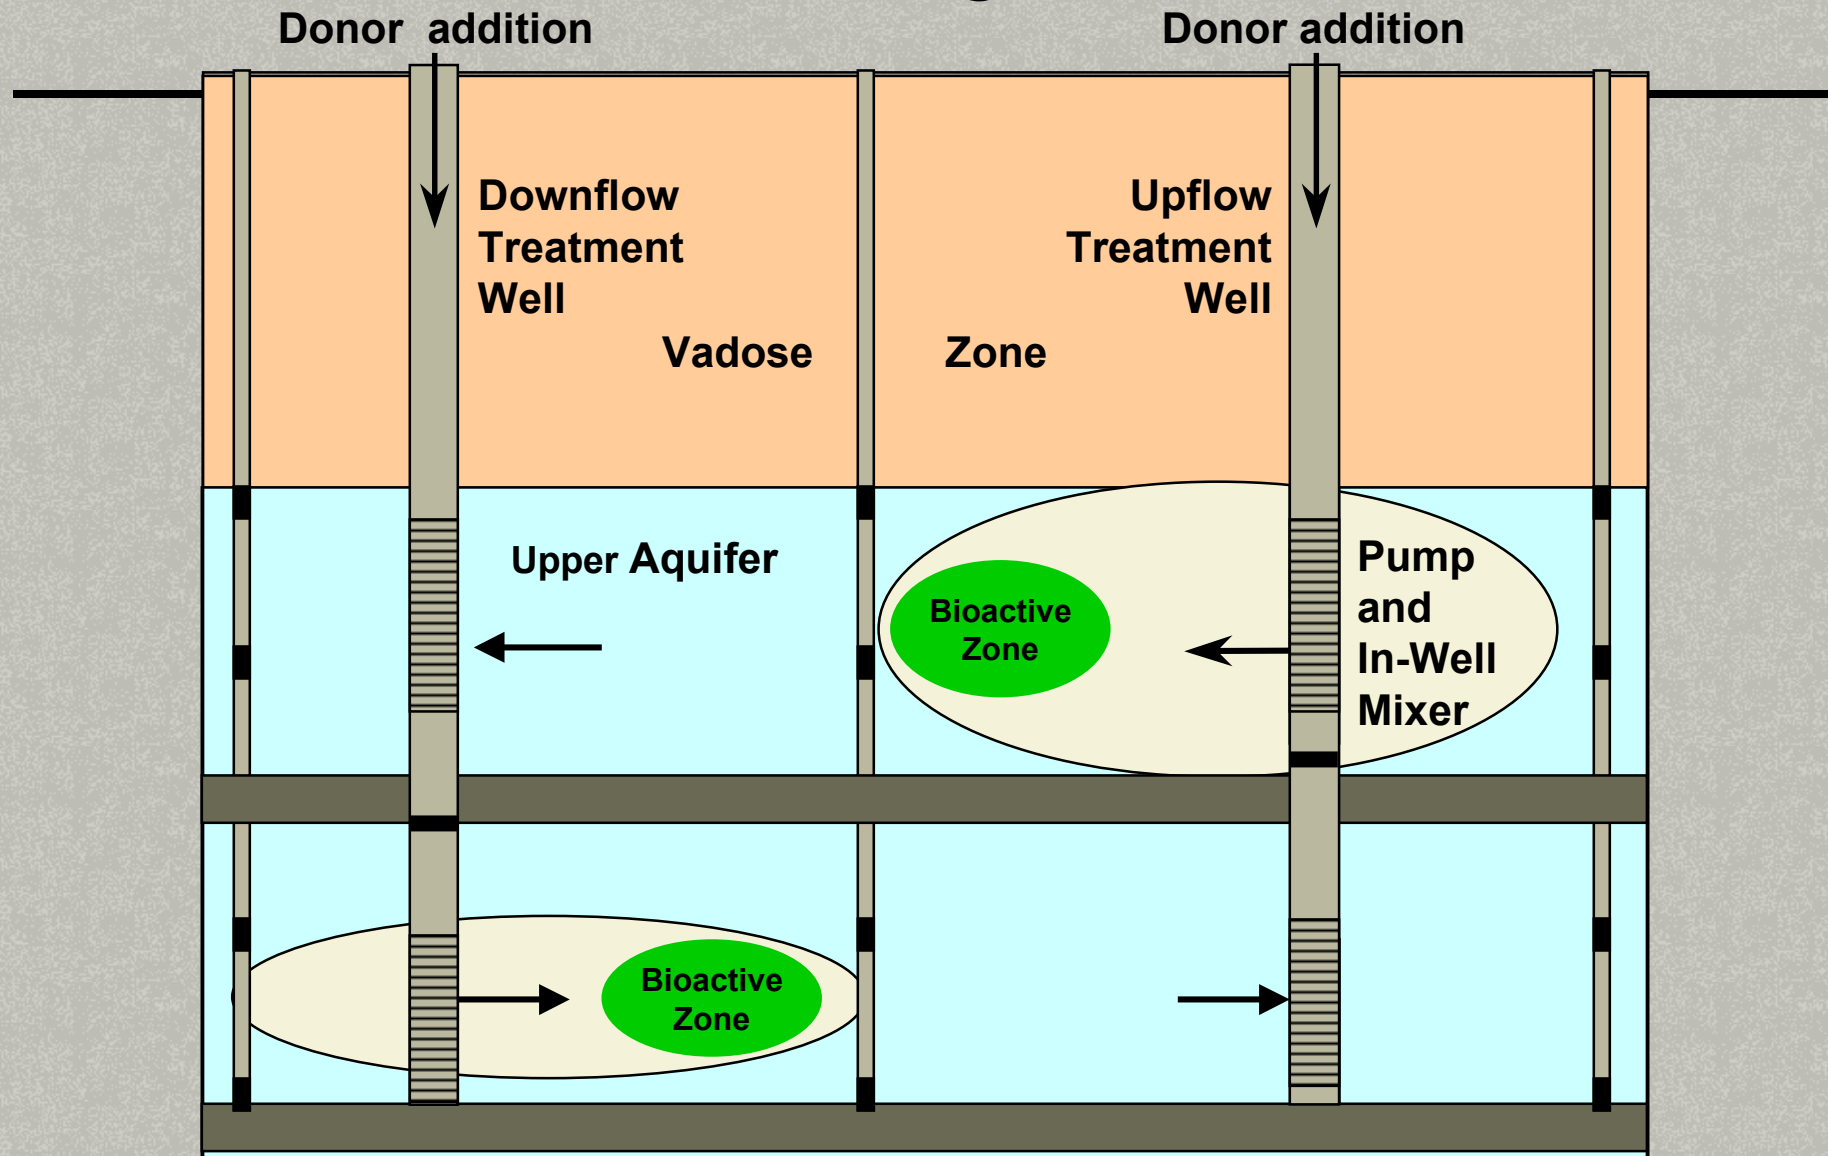 Donor addition
Donor addition
Downflow
Treatment
Well
Upflow
Treatment
Well
Vadose Zone
Upper Aquifer
Bioactive
Zone
Pump
and
In-Well
Mixer
Bioactive
Zone